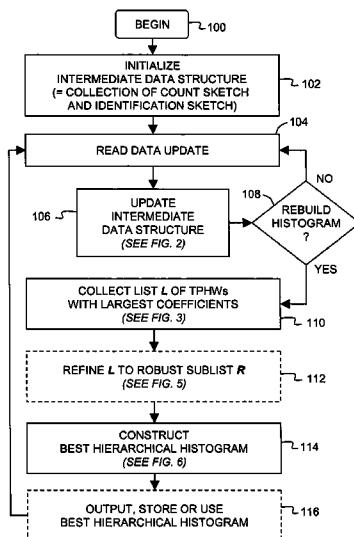 BEGIN
100
INITIALIZE
INTERMEDIATE DATA STRUCTURE
(= COLLECTION OF COUNT SKETCH
AND IDENTIFICATION SKETCH)
102
104
READ DATA UPDATE
106
UPDATE
INTERMEDIATE
DATA STRUCTURE
(SEE FIG. 2)
108
REBUILD
HISTOGRAM
?
NO
YES
COLLECT LIST L OF TPHWs
WITH LARGEST COEFFICIENTS
(SEE FIG. 3)
110
REFINE L TO ROBUST SUBLIST R
(SEE FIG. 5)
112
CONSTRUCT
BEST HIERARCHICAL HISTOGRAM
(SEE FIG. 6)
114
OUTPUT, STORE OR USE
BEST HIERARCHICAL HISTOGRAM
116